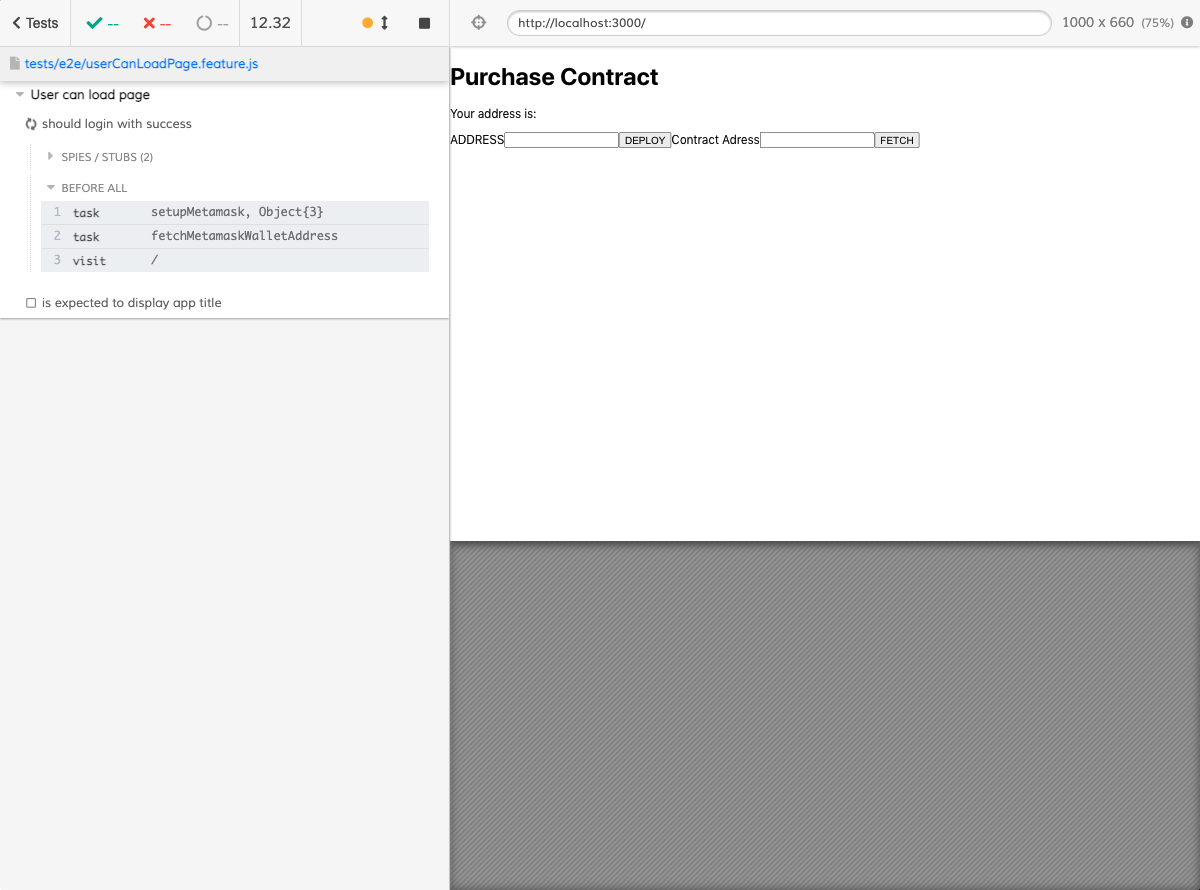 Tests
--
--
--
12.32
http://localhost:3000/
1000 x 660 (75%)
tests/e2e/userCanLoadPage.feature.js
User can load page
should login with success
SPIES / STUBS (2)
BEFORE ALL
1 task setupMetamask, Object{3}
2 task fetchMetamaskWalletAddress
3 visit /
is expected to display app title
Purchase Contract
Your address is:
ADDRESS DEPLOY Contract Adress FETCH